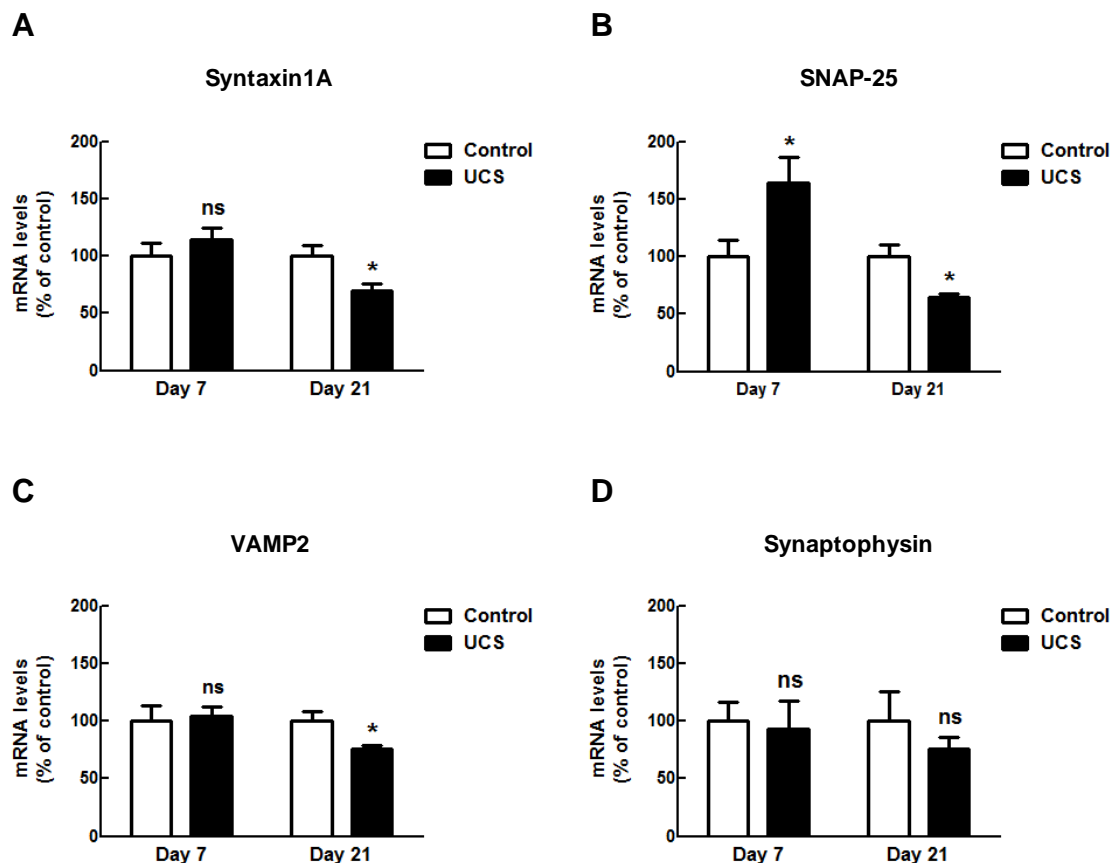 A
Syntaxin1A
mRNA levels
(% of control)
200
150
100
50
0
ns
*
Control
UCS
Day 7
Day 21
B
SNAP-25
mRNA levels
(% of control)
200
150
100
50
0
*
*
Control
UCS
Day 7
Day 21
C
VAMP2
mRNA levels
(% of control)
200
150
100
50
0
ns
*
Control
UCS
Day 7
Day 21
D
Synaptophysin
mRNA levels
(% of control)
200
150
100
50
0
ns
ns
Control
UCS
Day 7
Day 21